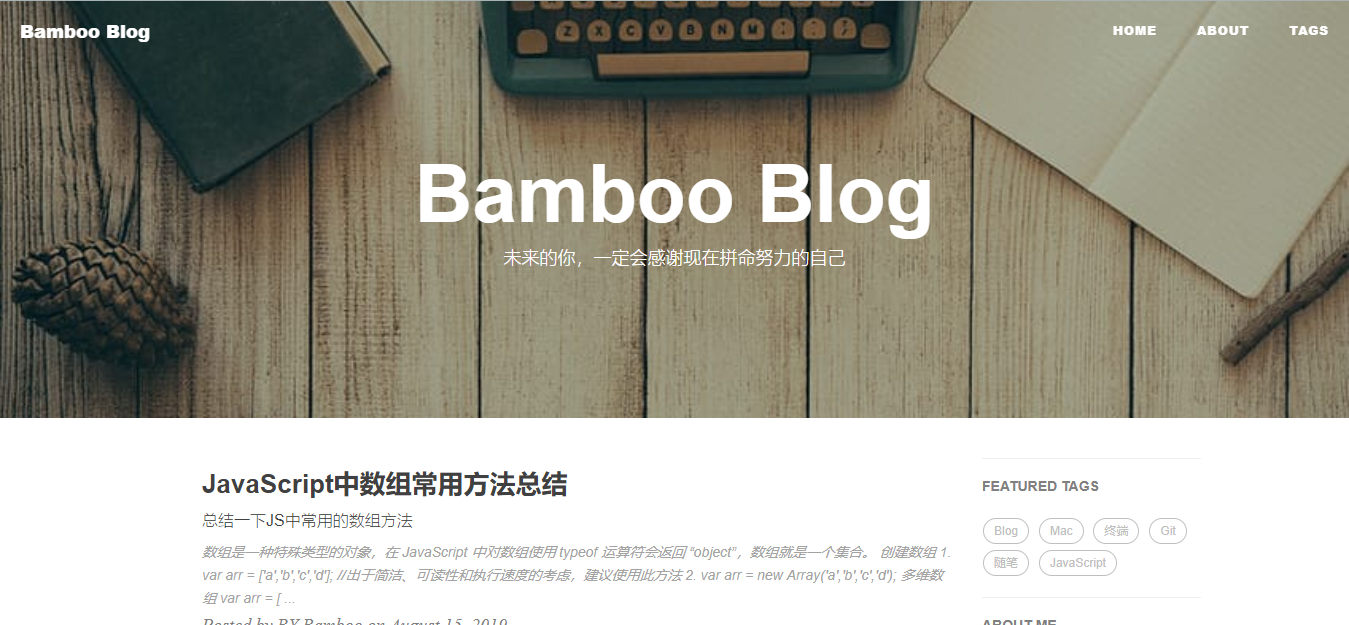 Bamboo Blog
HOME ABOUT TAGS
Z X C V B N M
Bamboo Blog
未来的你，一定会感谢现在拼命努力的自己
JavaScript中数组常用方法总结
总结一下JS中常用的数组方法
数组是一种特殊类型的对象，在 JavaScript 中对数组使用 typeof 运算符会返回 “object”，数组就是一个集合。 创建数组 1.
var arr = ['a','b','c','d']; //出于简洁、可读性和执行速度的考虑，建议使用此方法 2. var arr = new Array('a','b','c','d'); 多维数
组 var arr = [ ...
Posted by BY Bamboo on August 15, 2019
FEATURED TAGS
Blog Mac 终端 Git
随笔 JavaScript
ABOUT ME